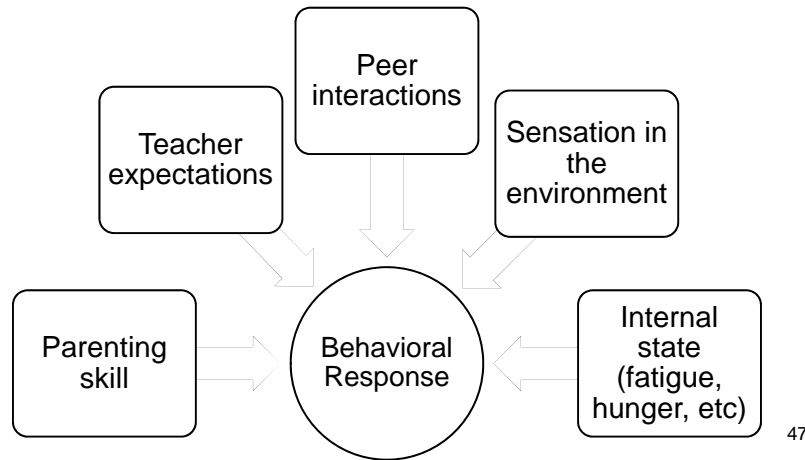 Peer
interactions
Teacher
expectations
Sensation in
the
environment
Parenting
skill
Behavioral
Response
Internal
state
(fatigue,
hunger, etc)
47